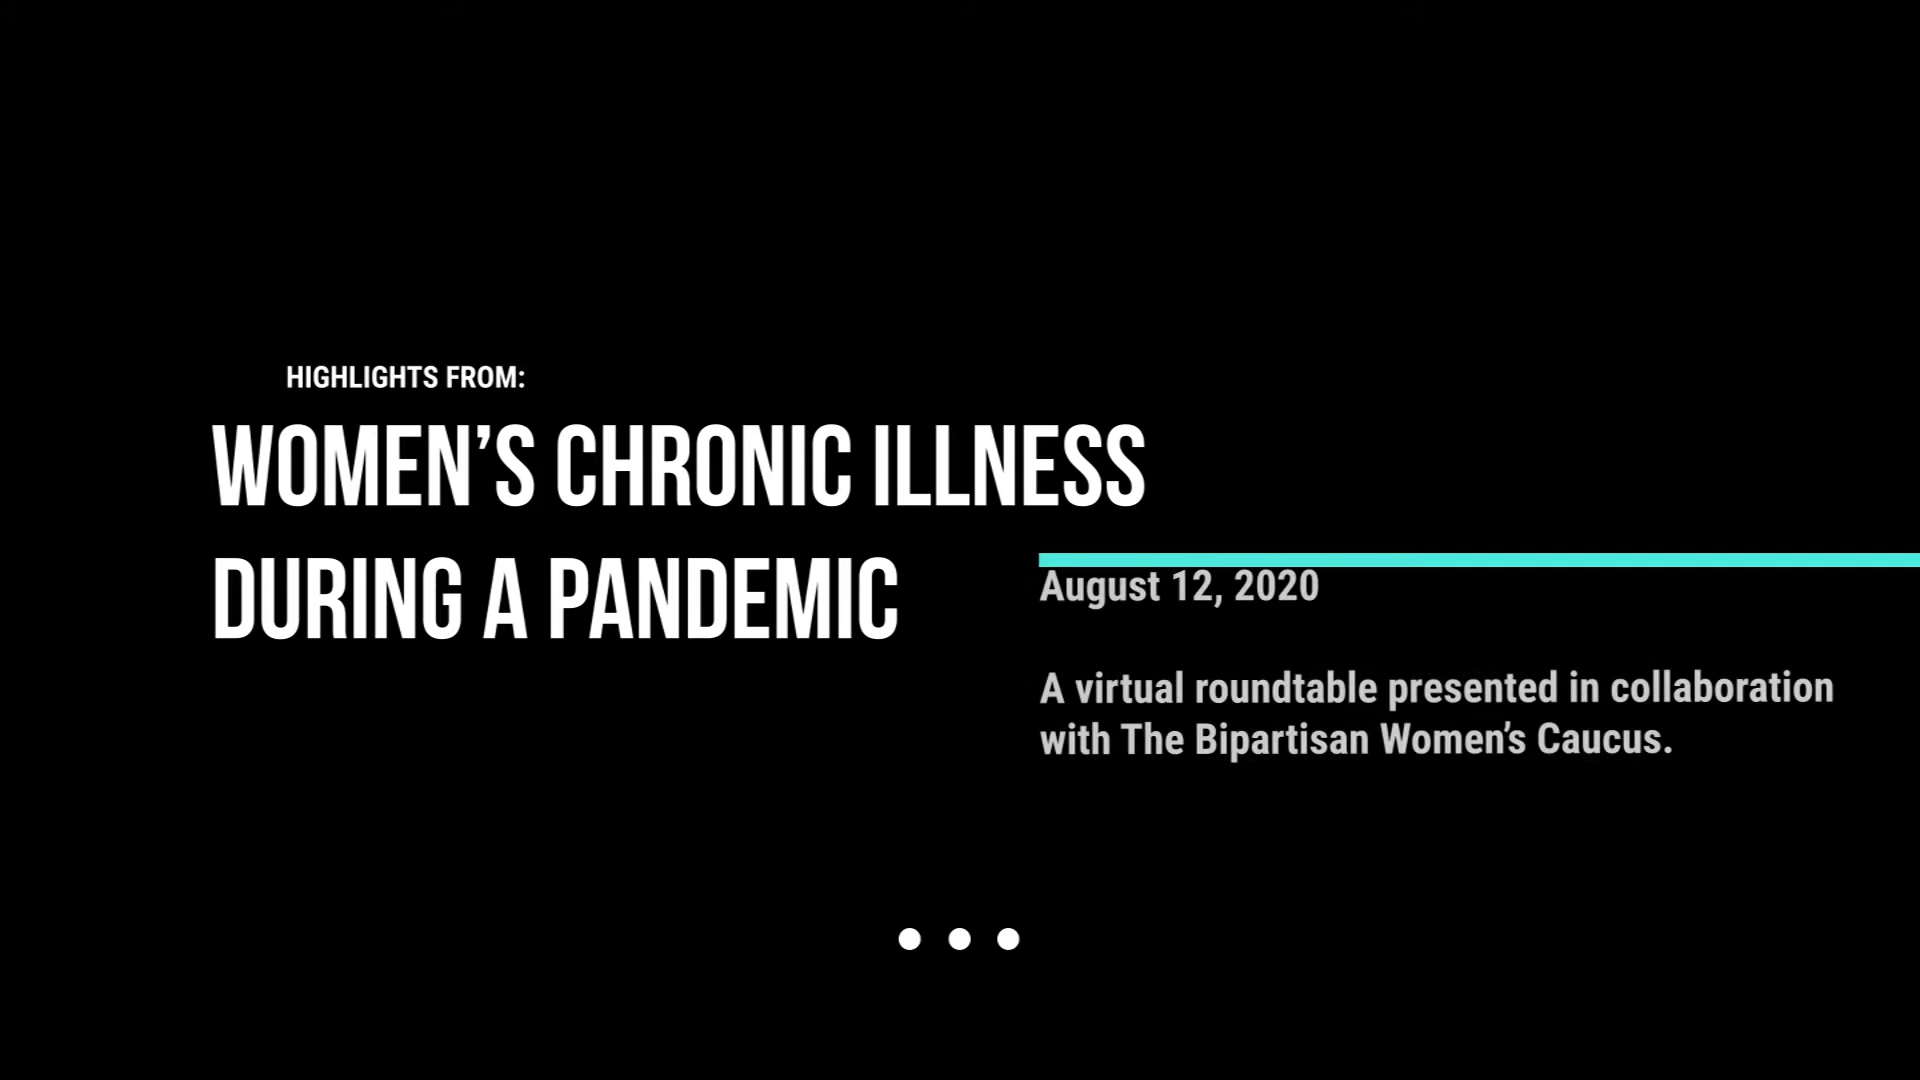 HIGHLIGHTS FROM:
WOMEN’S CHRONIC ILLNESS
DURING A PANDEMIC
August 12, 2020
A virtual roundtable presented in collaboration
with The Bipartisan Women’s Caucus.